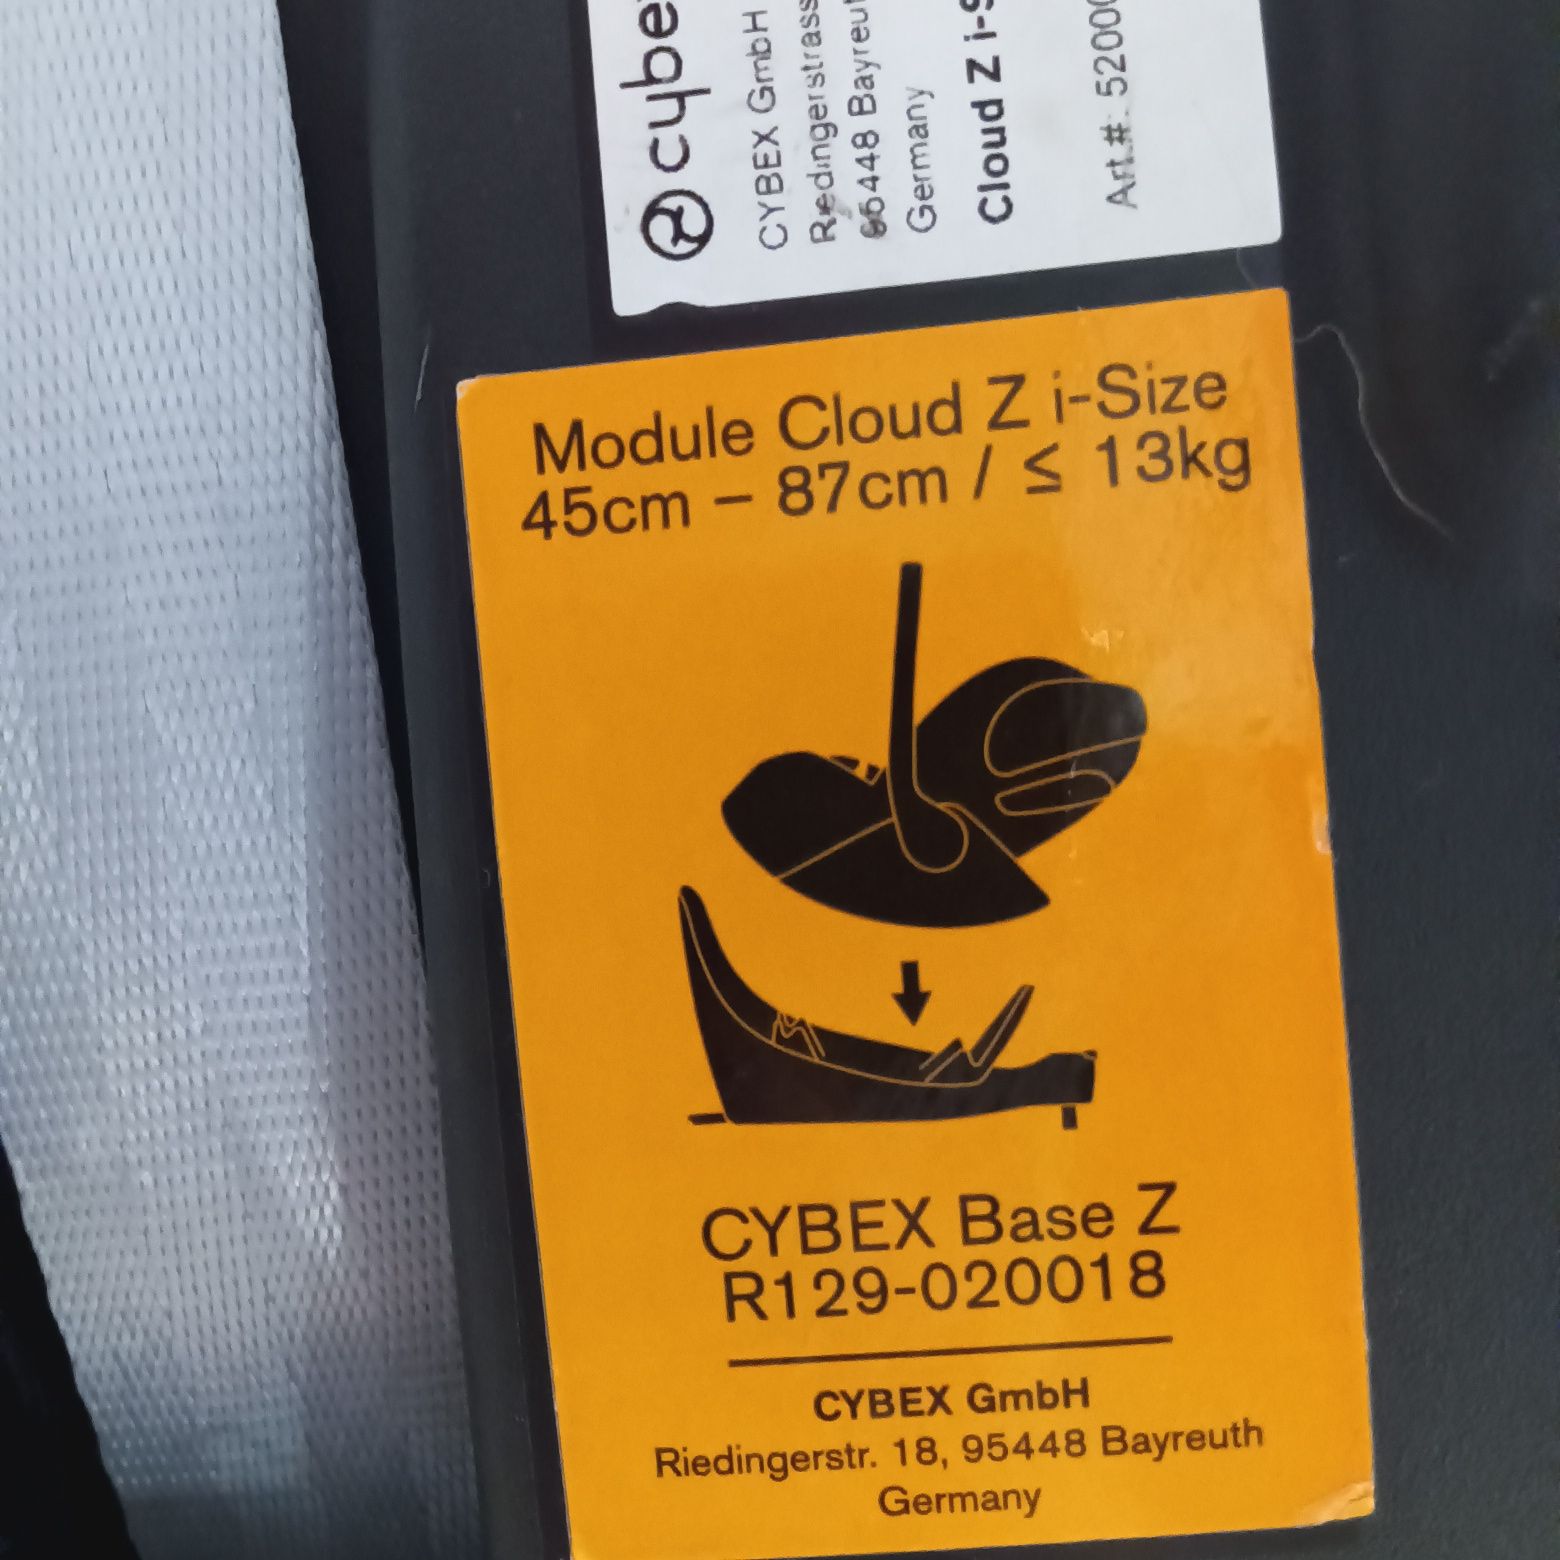 cybe
CYBEX GmbH
Riedingerstrass
95448 Bayreut
Germany
Cloud Z i-S
Art.#: 5200
Module Cloud Z i-Size
45cm – 87cm / ≤ 13kg
CYBEX Base Z
R129-020018
CYBEX GmbH
Riedingerstr. 18, 95448 Bayreuth
Germany